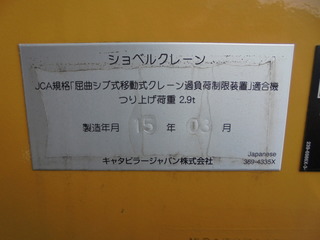 ショベルクレーン
JCA規格「屈曲ジブ式移動式クレーン過負荷制限装置」適合機
つり上げ荷重 2.9t
製造年月 15 年 03 月
キャタピラージャパン株式会社
Japanese
369-4335X